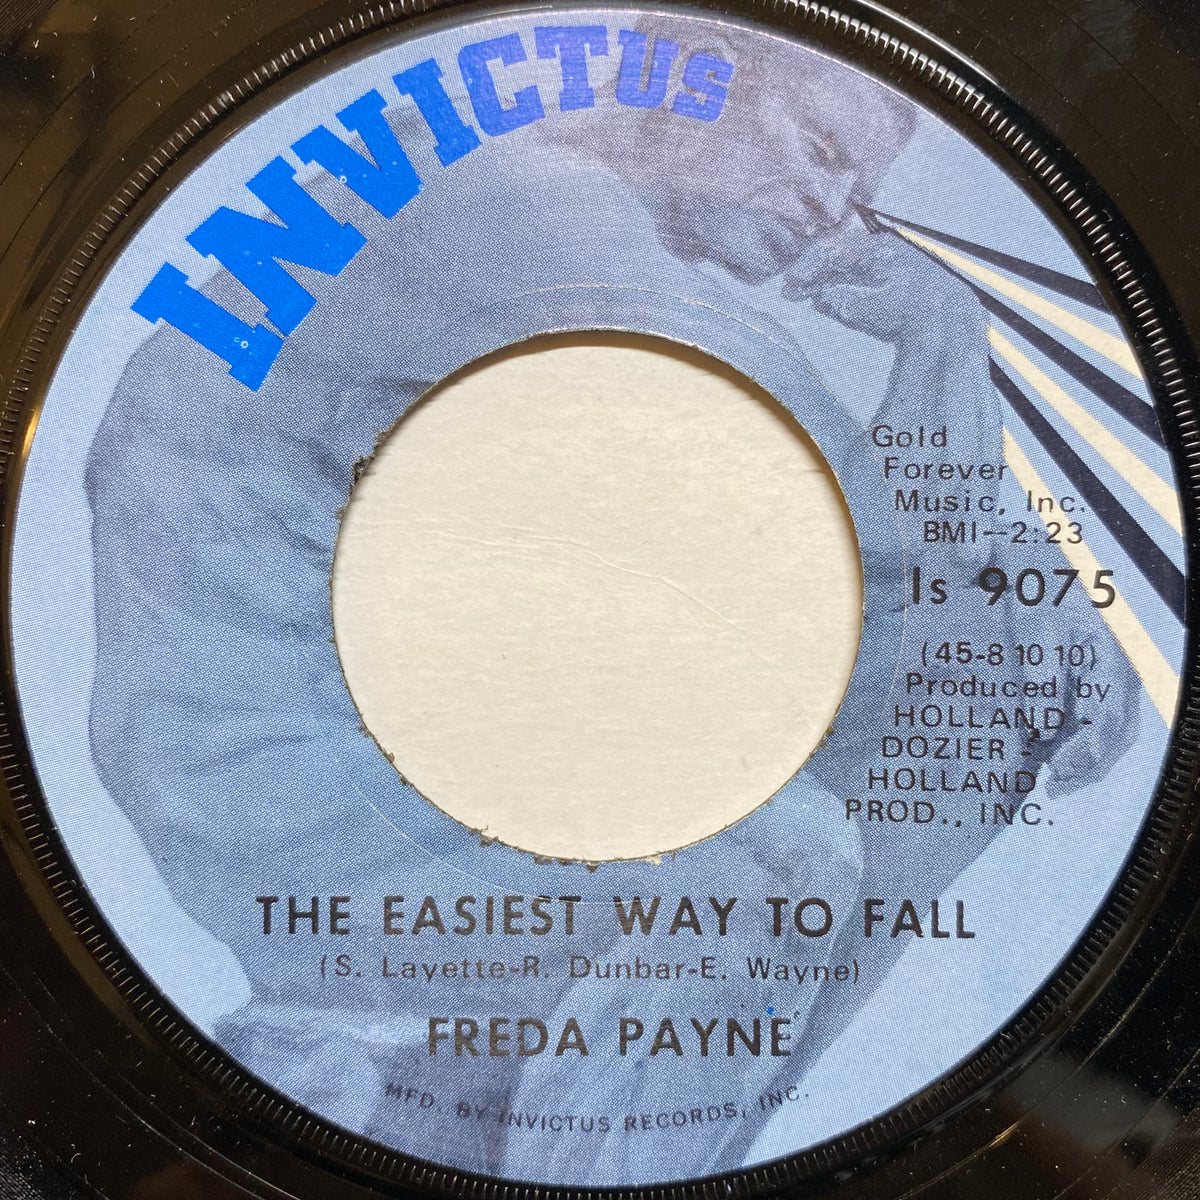 INVICTUS
Gold
Forever
Music, Inc.
BMI—2:23
Is 9075
(45-8 10 10)
Produced by
HOLLAND -
DOZIER -
HOLLAND
PROD., INC.
THE EASIEST WAY TO FALL
(S. Layette-R. Dunbar-E. Wayne)
FREDA PAYNE
MFD. BY INVICTUS RECORDS, INC.